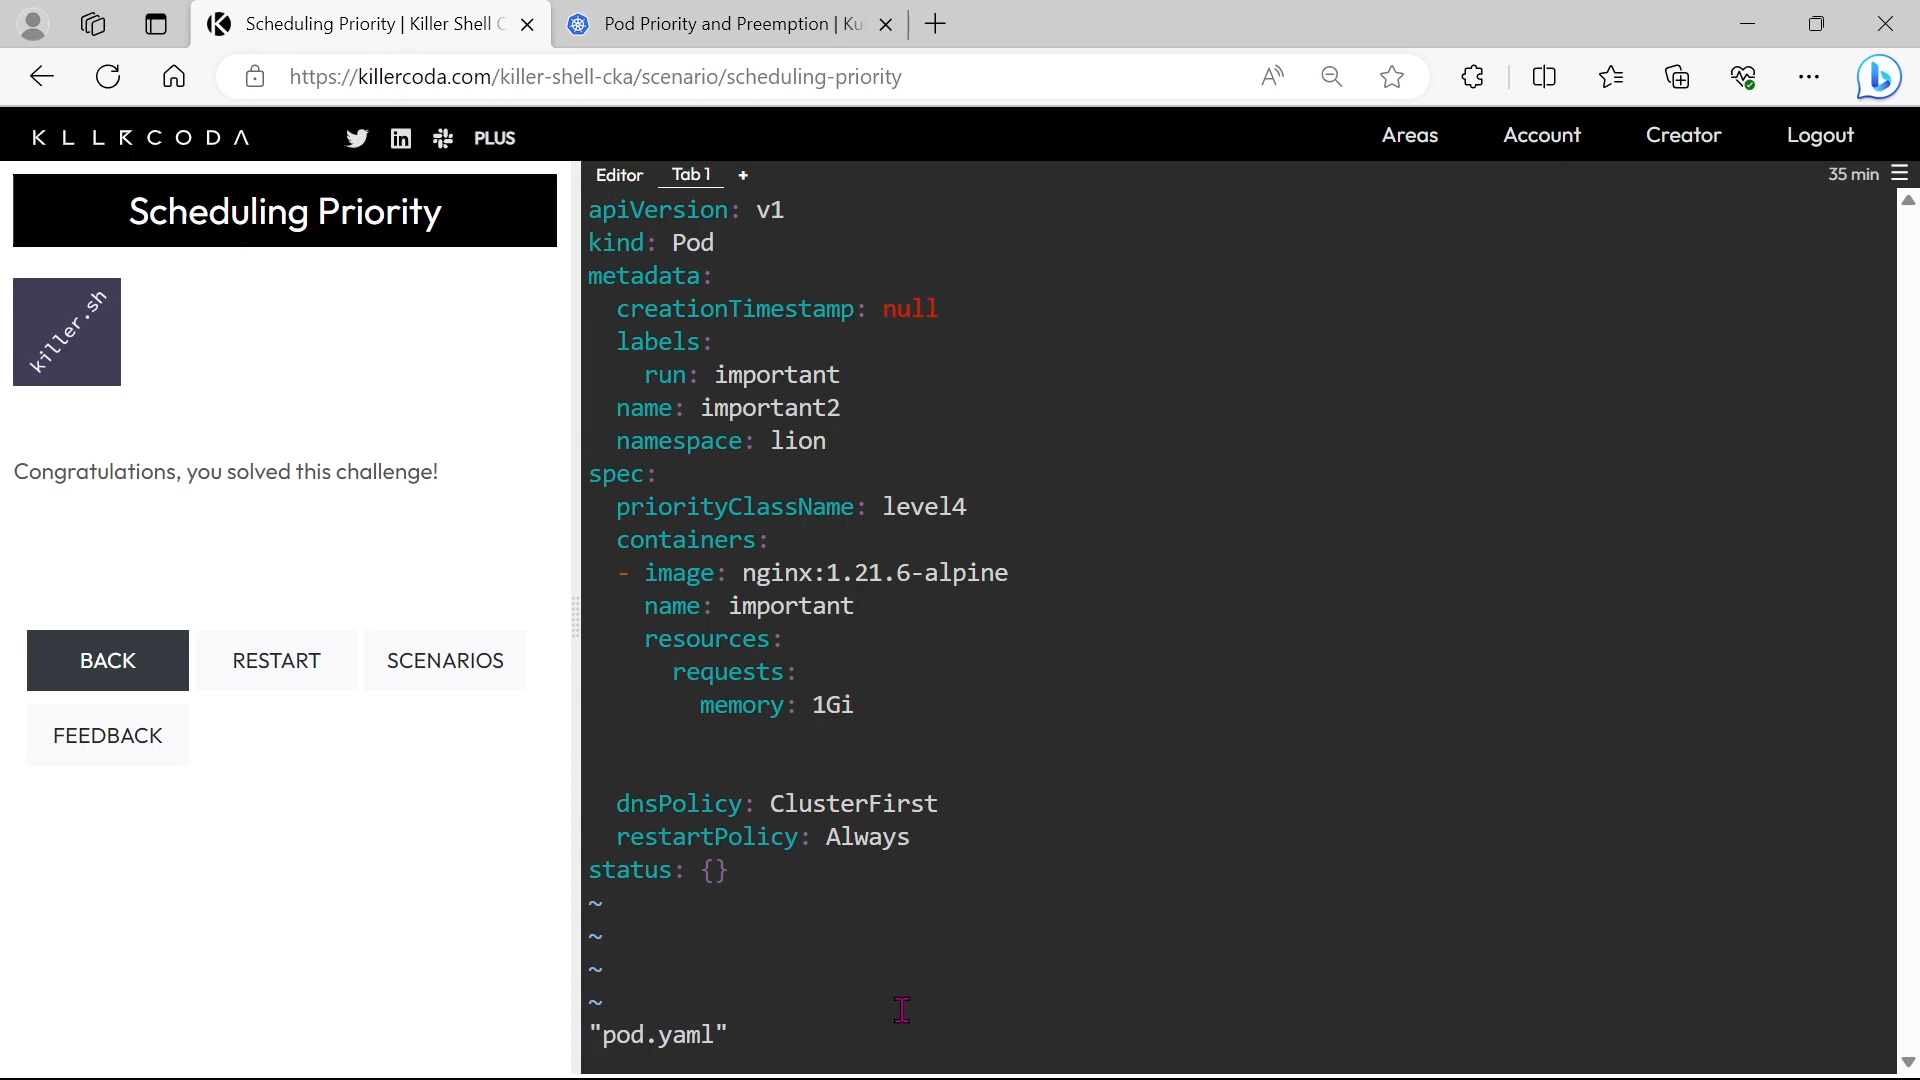 Scheduling Priority | Killer Shell C
Pod Priority and Preemption | Ku
https://killercoda.com/killer-shell-cka/scenario/scheduling-priority
KLLRCODA
PLUS
Areas
Account
Creator
Logout
Scheduling Priority
killer.sh
Congratulations, you solved this challenge!
BACK
RESTART
SCENARIOS
FEEDBACK
Editor
Tab 1
+
35 min
apiVersion: v1
kind: Pod
metadata:
  creationTimestamp: null
  labels:
    run: important
  name: important2
  namespace: lion
spec:
  priorityClassName: level4
  containers:
  - image: nginx:1.21.6-alpine
    name: important
    resources:
      requests:
        memory: 1Gi
  dnsPolicy: ClusterFirst
  restartPolicy: Always
status: {}
~
~
~
~
"pod.yaml"